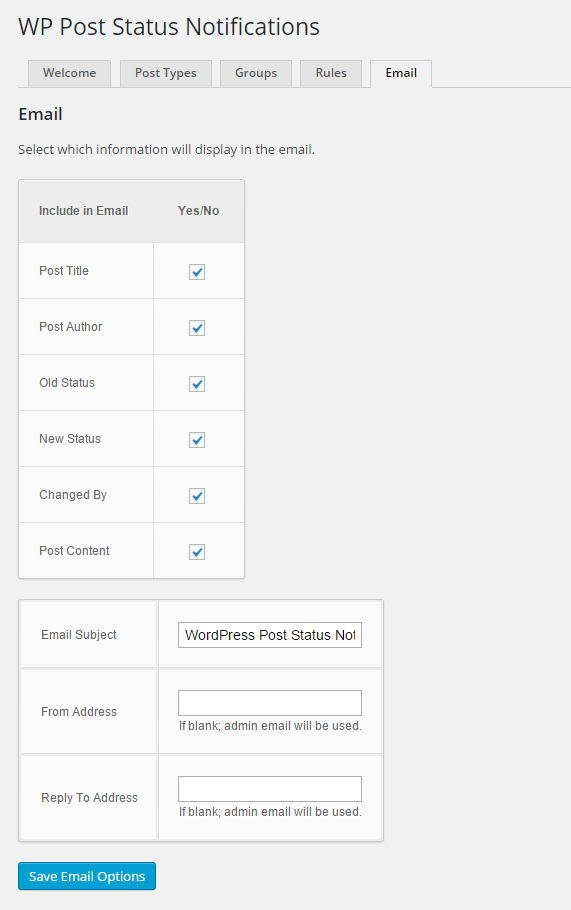 WP Post Status Notifications
Welcome Post Types Groups Rules Email
Email
Select which information will display in the email.
Include in Email Yes/No
Post Title
Post Author
Old Status
New Status
Changed By
Post Content
Email Subject WordPress Post Status Not
From Address
If blank; admin email will be used.
Reply To Address
If blank; admin email will be used.
Save Email Options